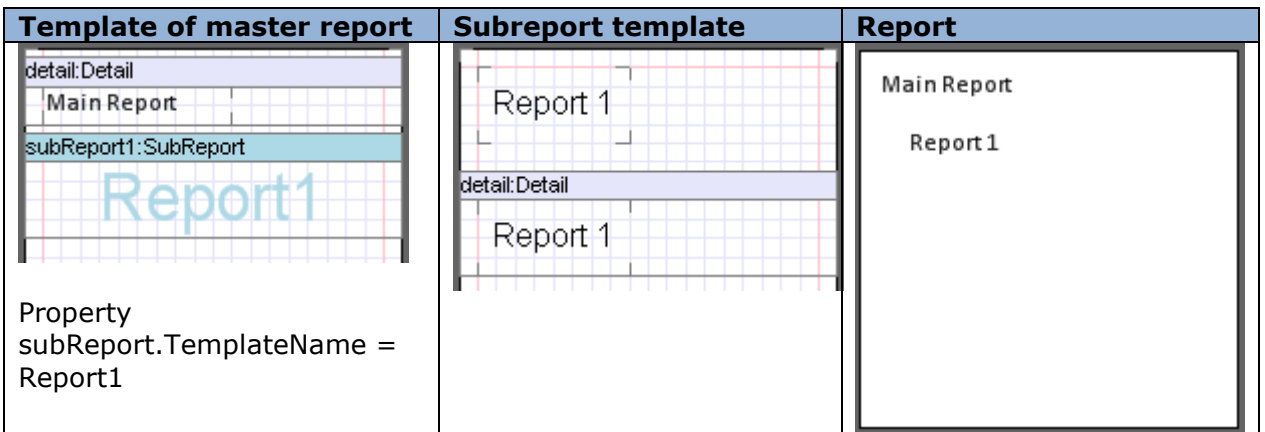 Template of master report
Subreport template
Report
detail:Detail
Main Report
subReport1:SubReport
Report1
Property
subReport.TemplateName =
Report1
Report 1
detail:Detail
Report 1
Main Report
Report 1